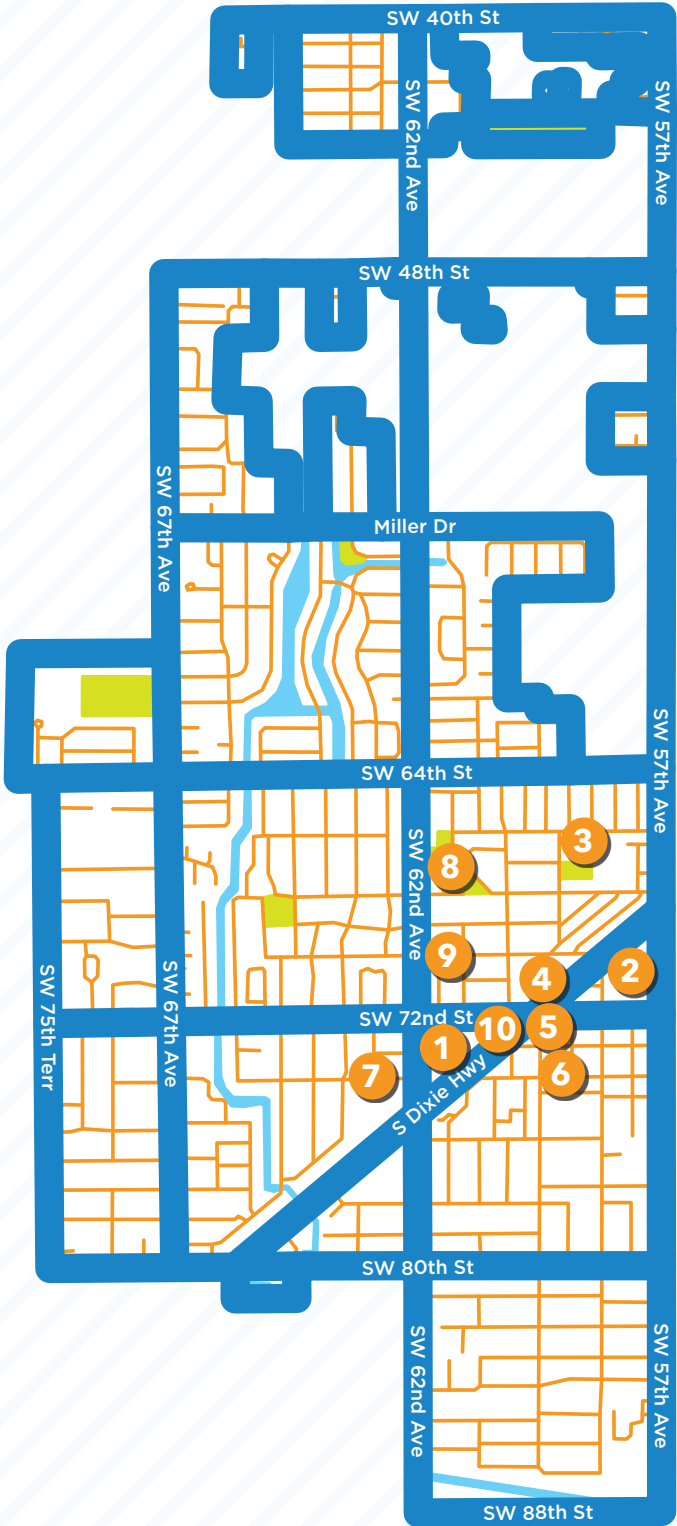 SW 40th St
SW 62nd Ave
SW 57th Ave
SW 48th St
SW 67th Ave
Miller Dr
SW 57th Ave
SW 64th St
SW 62nd Ave
3
8
9
4
2
SW 75th Terr
SW 67th Ave
SW 72nd St
10
5
1
7
6
S Dixie Hwy
SW 80th St
SW 62nd Ave
SW 57th Ave
SW 88th St